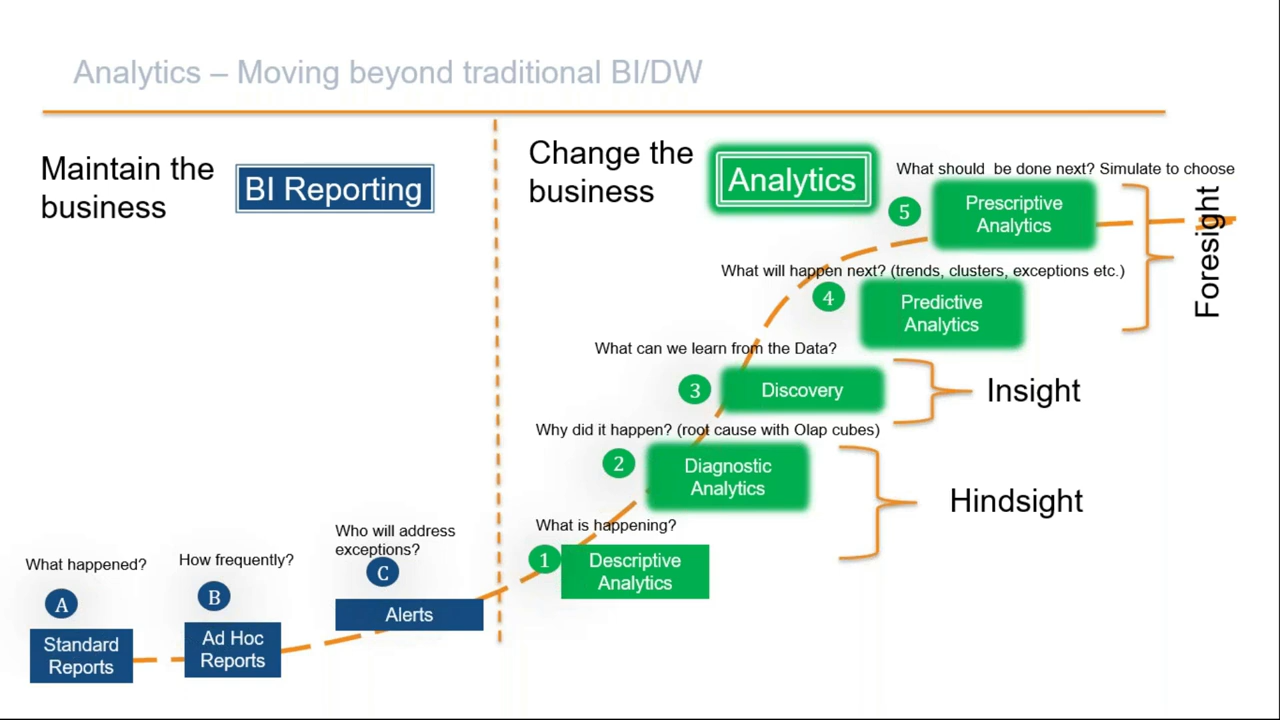 Analytics – Moving beyond traditional BI/DW
Maintain the
business
BI Reporting
Change the
business
Analytics
What should  be done next? Simulate to choose
5
Prescriptive
Analytics
Foresight
What will happen next? (trends, clusters, exceptions etc.)
4
Predictive
Analytics
What can we learn from the Data?
3
Discovery
Insight
Why did it happen? (root cause with Olap cubes)
2
Diagnostic
Analytics
Hindsight
What is happening?
1
Descriptive
Analytics
What happened?
A
Standard
Reports
How frequently?
B
Ad Hoc
Reports
Who will address
exceptions?
C
Alerts